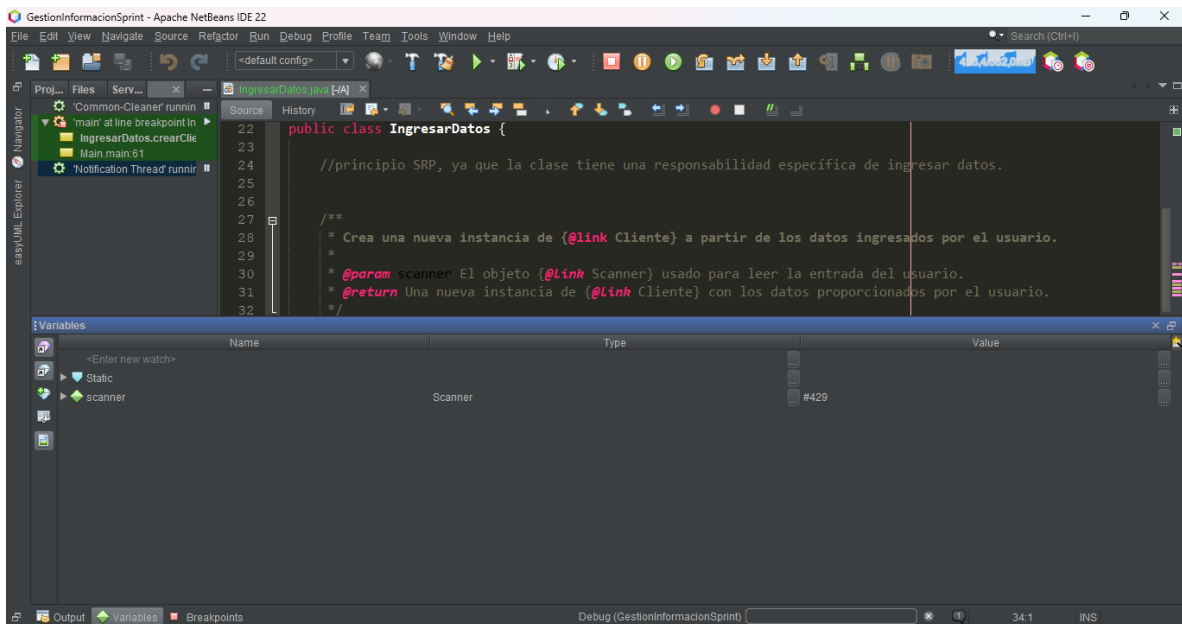 GestionInformacionSprint - Apache NetBeans IDE 22
File Edit View Navigate Source Refactor Run Debug Profile Team Tools Window Help
Search (Ctrl+I)
<default config>
Proj... Files Serv...
IngresarDatos.java [-/A]
Navigator
easyUML Explorer
'Common-Cleaner' runnin
'main' at line breakpoint In
IngresarDatos.crearClie
Main.main:61
'Notification Thread' runnir
Source History
22 public class IngresarDatos {
23
24 //principio SRP, ya que la clase tiene una responsabilidad específica de ingresar datos.
25
26
27 /**
28 * Crea una nueva instancia de {@link Cliente} a partir de los datos ingresados por el usuario.
29 *
30 * @param scanner El objeto {@link Scanner} usado para leer la entrada del usuario.
31 * @return Una nueva instancia de {@link Cliente} con los datos proporcionados por el usuario.
32 */
Variables
Name Type Value
<Enter new watch>
Static
scanner Scanner #429
Output Variables Breakpoints
Debug (GestionInformacionSprint)
1
34:1 INS